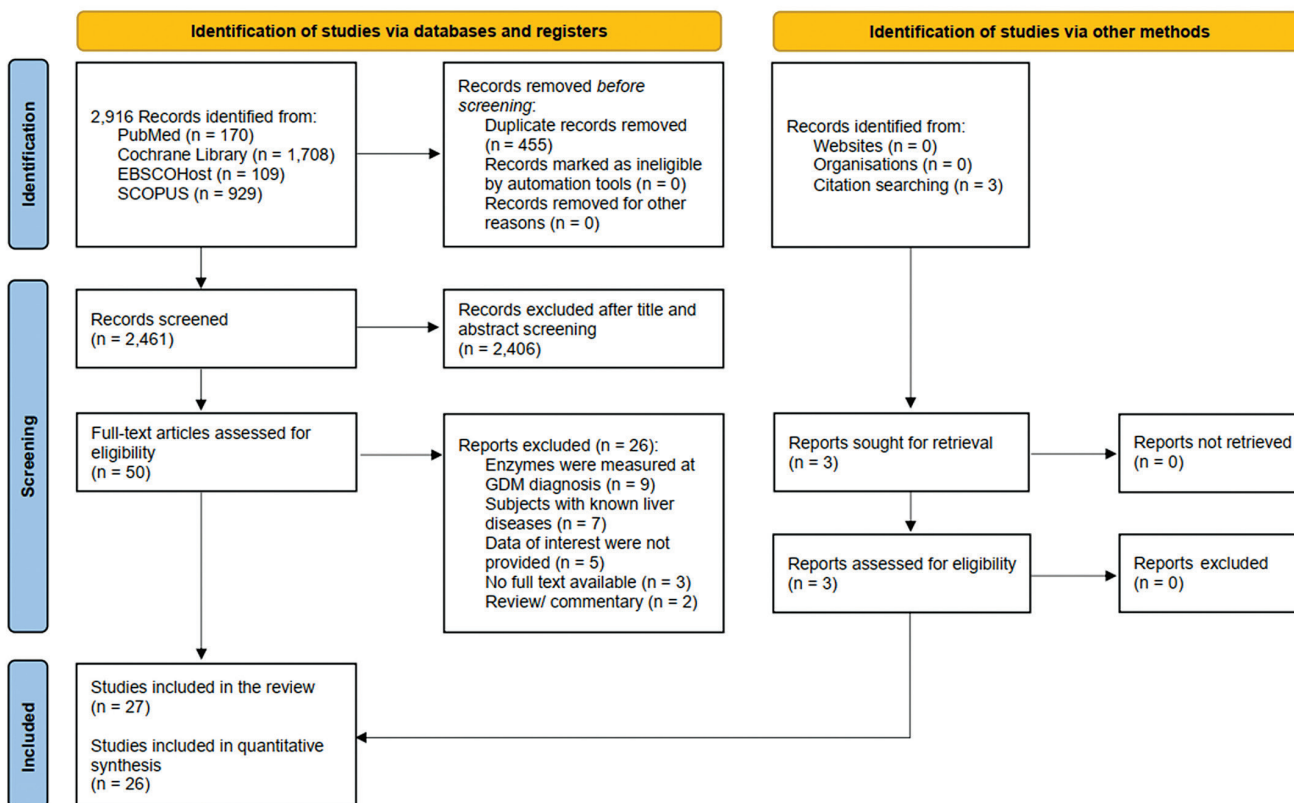 Identification of studies via databases and registers
Identification of studies via other methods
Identification
2,916 Records identified from:
PubMed (n = 170)
Cochrane Library (n = 1,708)
EBSCOHost (n = 109)
SCOPUS (n = 929)
Records removed before
screening:
Duplicate records removed
(n = 455)
Records marked as ineligible
by automation tools (n = 0)
Records removed for other
reasons (n = 0)
Records identified from:
Websites (n = 0)
Organisations (n = 0)
Citation searching (n = 3)
Screening
Records screened
(n = 2,461)
Records excluded after title and
abstract screening
(n = 2,406)
Full-text articles assessed for
eligibility
(n = 50)
Reports excluded (n = 26):
Enzymes were measured at
GDM diagnosis (n = 9)
Subjects with known liver
diseases (n = 7)
Data of interest were not
provided (n = 5)
No full text available (n = 3)
Review/ commentary (n = 2)
Reports sought for retrieval
(n = 3)
Reports not retrieved
(n = 0)
Reports assessed for eligibility
(n = 3)
Reports excluded
(n = 0)
Included
Studies included in the review
(n = 27)
Studies included in quantitative
synthesis
(n = 26)